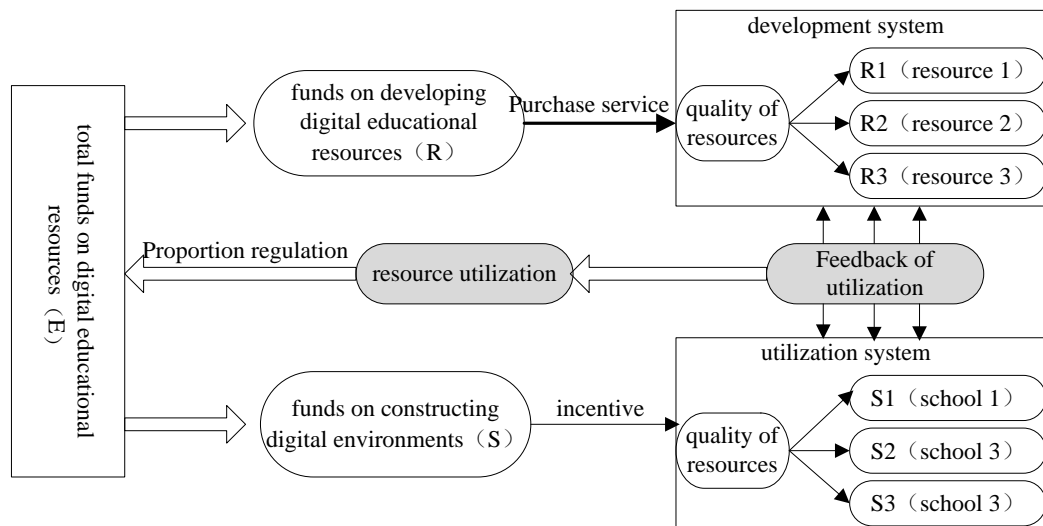 total funds on digital educational
resources（E）
funds on developing
digital educational
resources（R）
Purchase service
development system
quality of
resources
R1（resource 1）
R2（resource 2）
R3（resource 3）
Proportion regulation
resource utilization
Feedback of
utilization
funds on constructing
digital environments（S）
incentive
utilization system
quality of
resources
S1 (school 1)
S2 (school 3)
S3 (school 3)